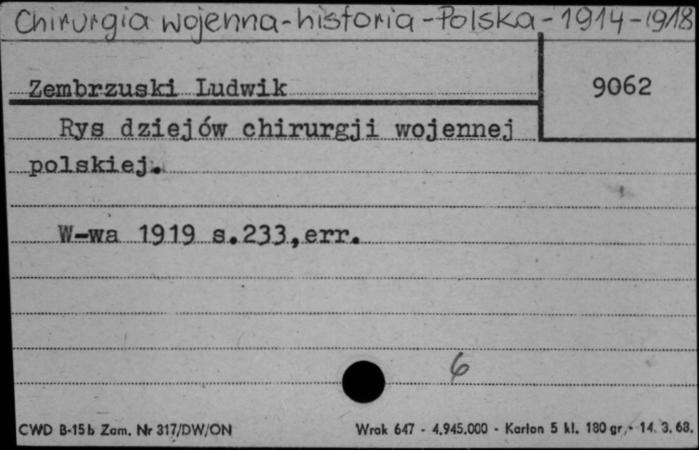 Chirurgia wojenna-historia-Polska-1914-1918
Zembrzuski Ludwik
9062
Rys dziejów chirurgji wojennej
polskiej.
W-wa 1919 s.233,err.
6
CWD B-15b Zam. Nr 317/DW/ON
Wrak 647 - 4.945.000 - Karton 5 kl. 180 gr.- 14. 3. 68.